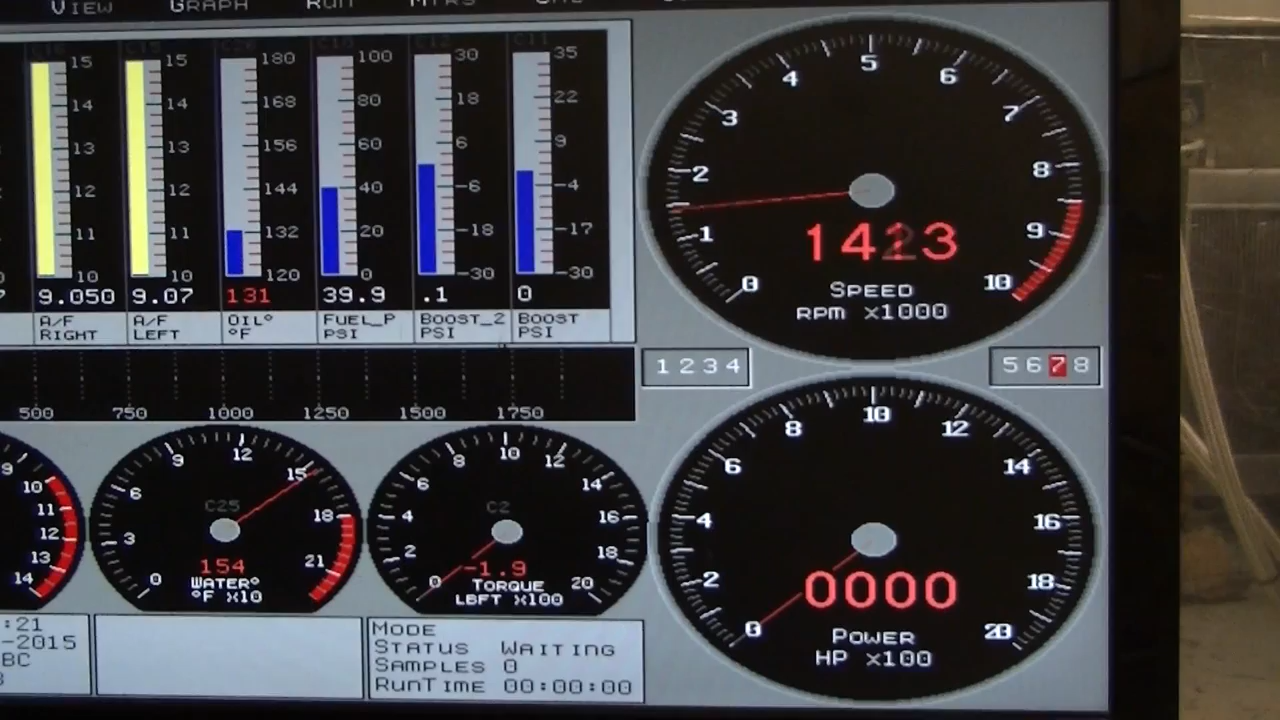 VIEW GRAPH RUN
15 15 180 100 30 35
14 14 168 80 18 22
13 13 156 60 6 9
12 12 144 40 -6 -4
11 11 132 20 -18 -17
10 10 120 0 -30 -30
9.050 9.07 131 39.9 .1 0
A/F A/F OIL° FUEL_P BOOST_2 BOOST
RIGHT LEFT °F PSI PSI PSI
0 1 2 3 4 5 6 7 8 9 10
SPEED
RPM X1000
1 2 3 4
5 6 7 8
500 750 1000 1250 1500 1750
9 10 11 12 13 14
0 3 6 9 12 15 18 21
C25
154
WATER°
°F X10
0 2 4 6 8 10 12 14 16 18 20
C2
-1.9
TORQUE
LBFT X100
0 2 4 6 8 10 12 14 16 18 20
0000
POWER
HP X100
:21
-2015
BC
MODE
STATUS WAITING
SAMPLES 0
RUNTIME 00:00:00